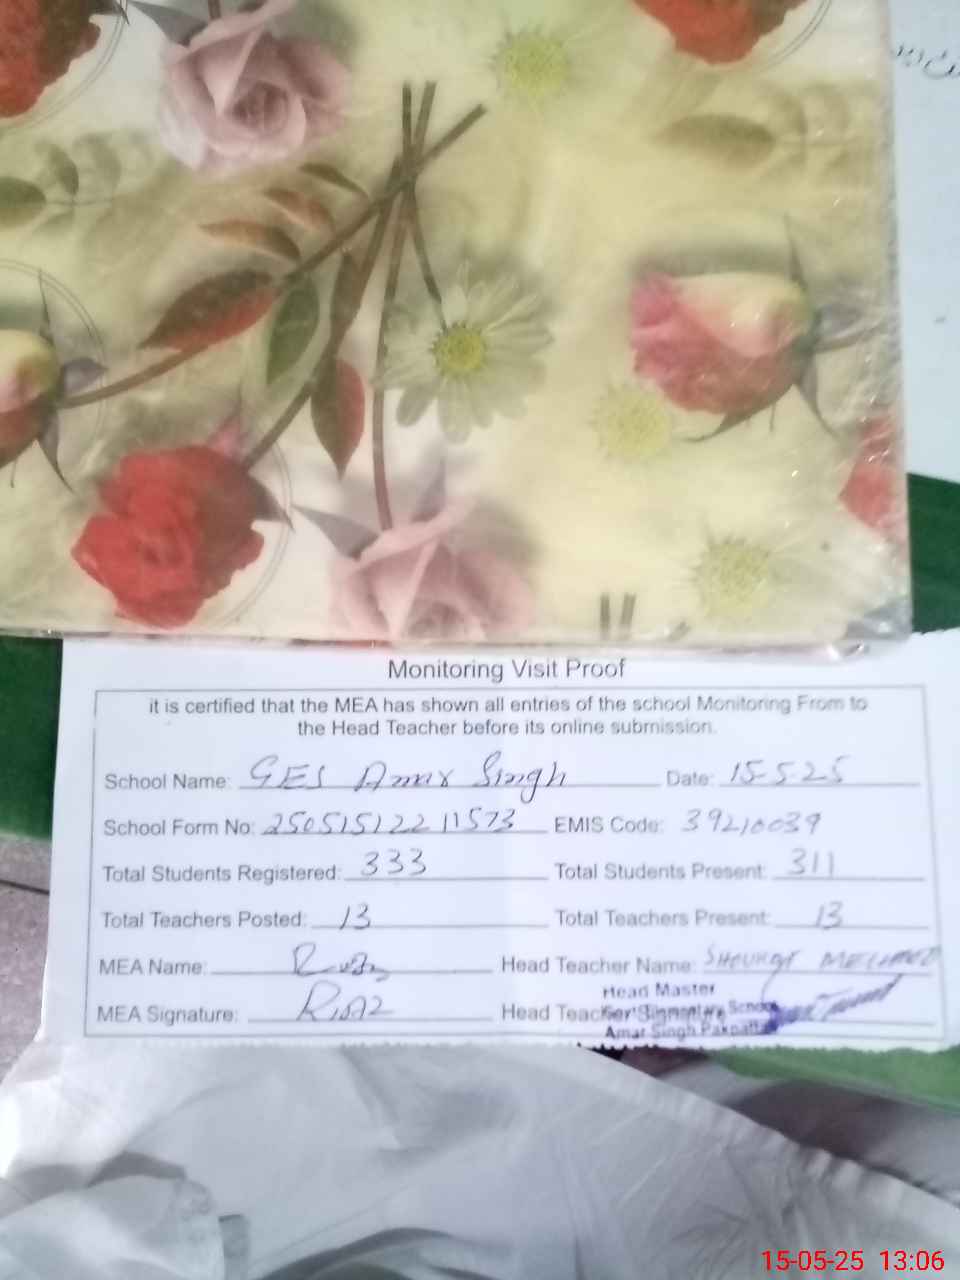 Monitoring Visit Proof
it is certified that the MEA has shown all entries of the school Monitoring From to
the Head Teacher before its online submission.
School Name: GES Amar Singh Date: 15-5-25
School Form No: 25051512211573 EMIS Code: 39210039
Total Students Registered: 333 Total Students Present: 311
Total Teachers Posted: 13 Total Teachers Present: 13
MEA Name: Riaz Head Teacher Name: SHOUKAT
Head Master
MEA Signature: Riaz Head Teacher Signature
School
Amar Singh Pakpattan
15-05-25 13:06